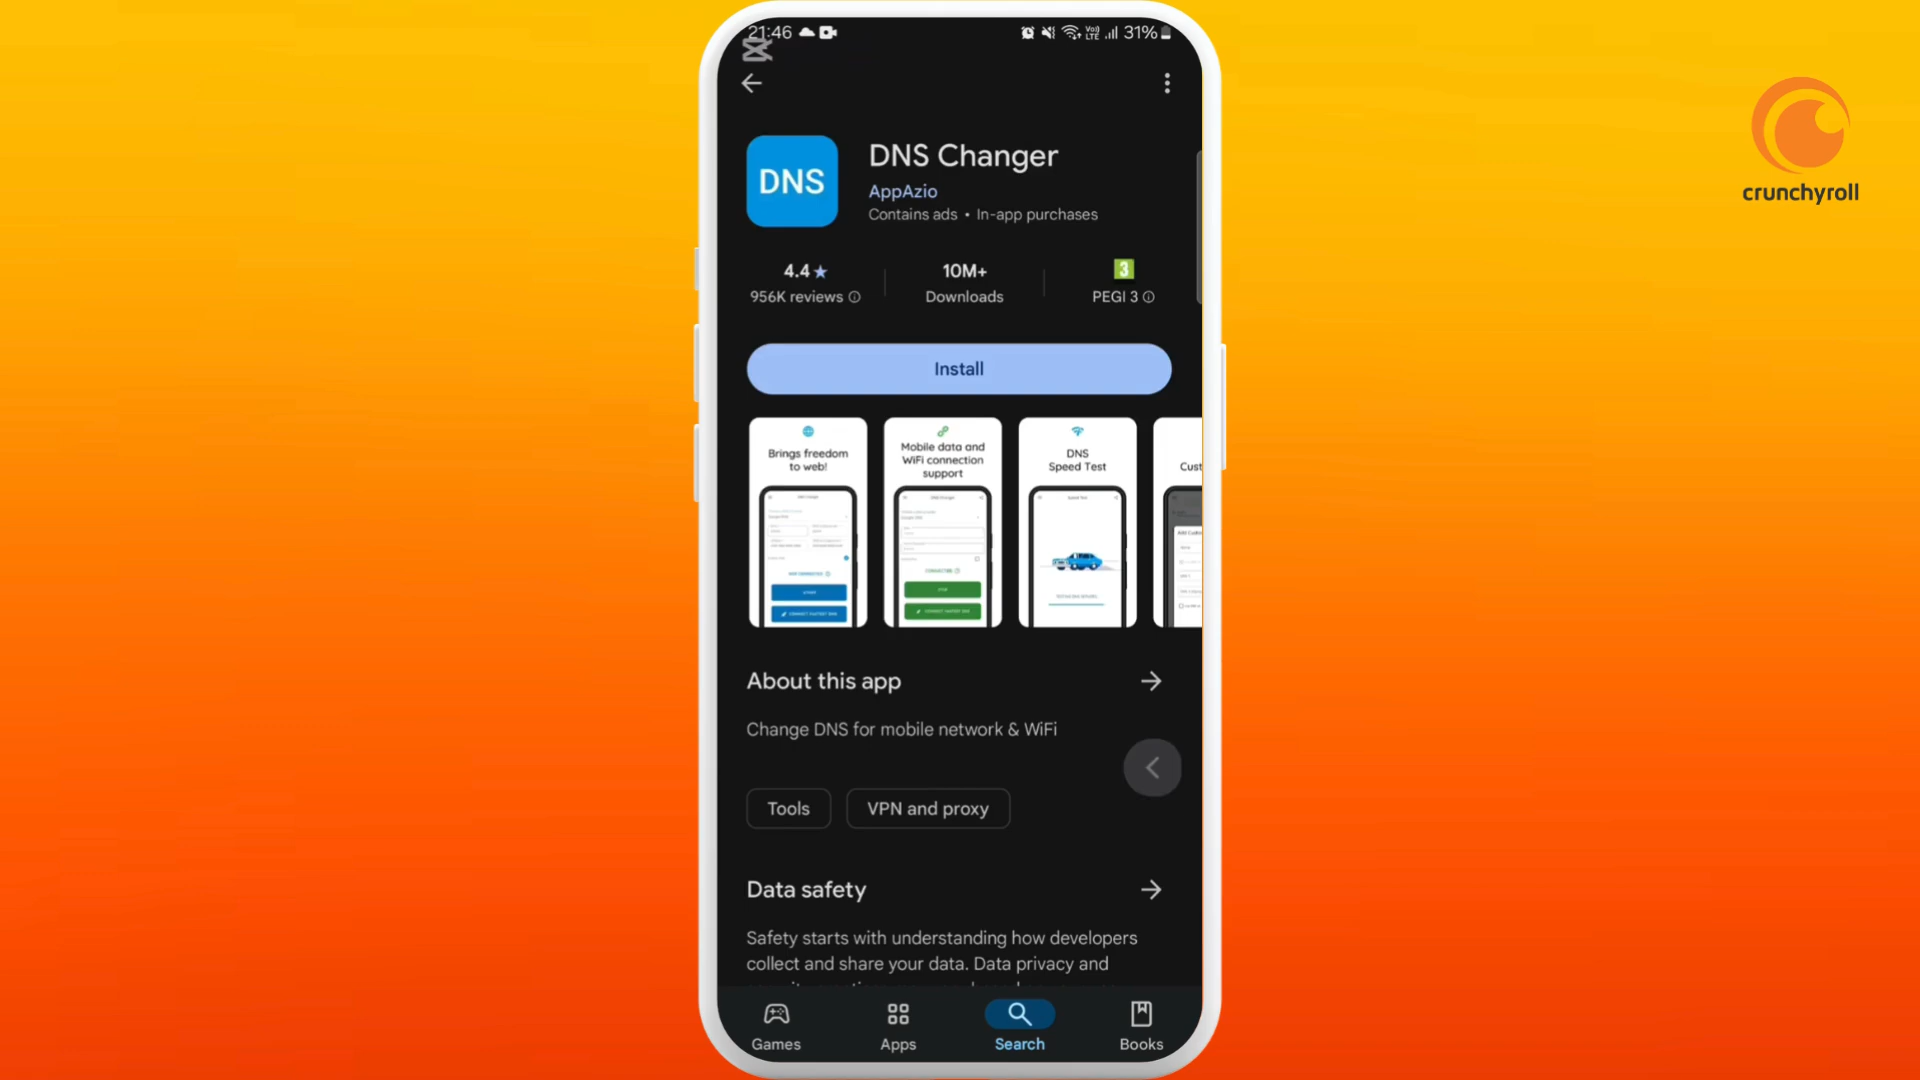 21:46
Vo)) LTE 31%
DNS
DNS Changer
AppAzio
Contains ads • In-app purchases
4.4★
956K reviews
10M+
Downloads
3
PEGI 3
Install
Brings freedom
to web!
Mobile data and
WiFi connection
support
DNS
Speed Test
Cust
About this app
Change DNS for mobile network & WiFi
Tools
VPN and proxy
Data safety
Safety starts with understanding how developers
collect and share your data. Data privacy and
Games
Apps
Search
Books
crunchyroll